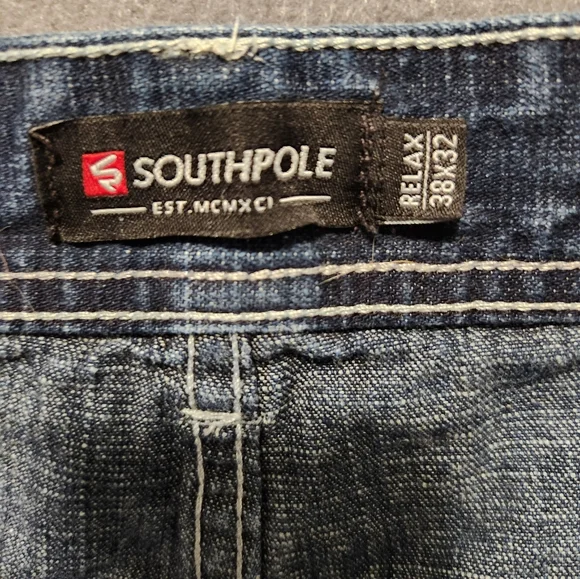 SOUTHPOLE
EST.MCMXCI
RELAX
38X32